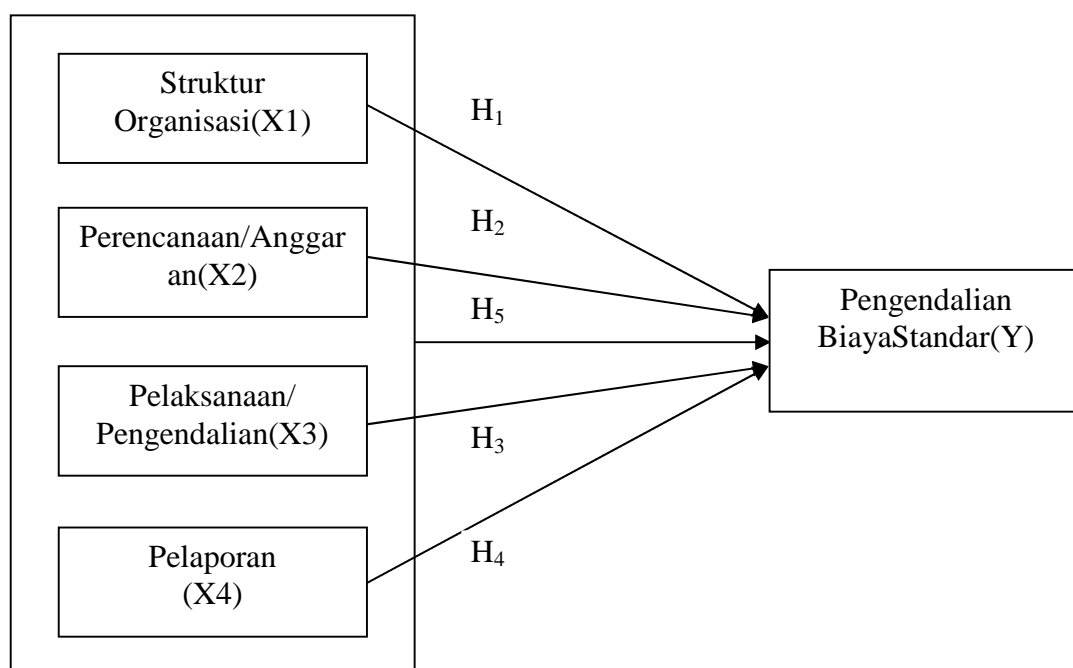 Struktur
Organisasi(X1)
H1
Perencanaan/Anggar
an(X2)
H2
H5
Pengendalian
BiayaStandar(Y)
Pelaksanaan/
Pengendalian(X3)
H3
Pelaporan
(X4)
H4